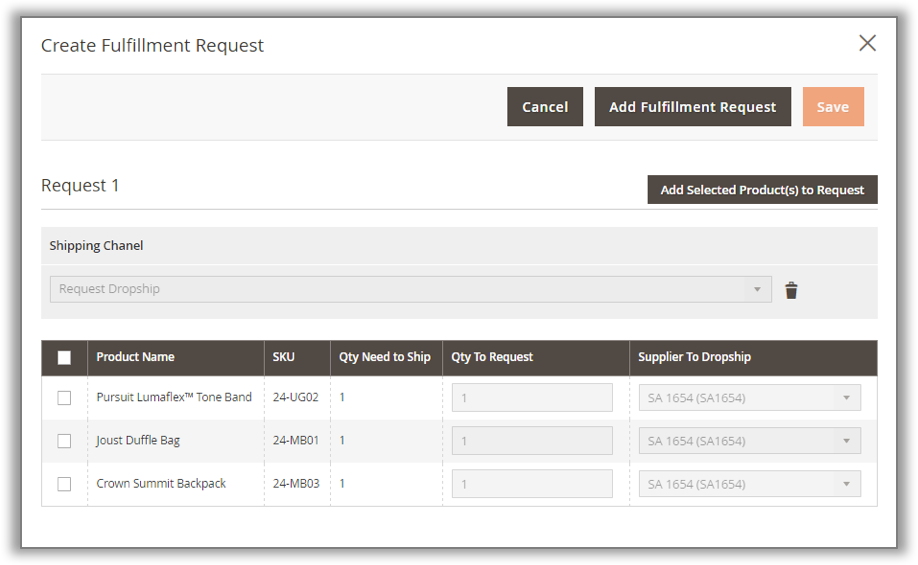 Create Fulfillment Request
Cancel Add Fulfillment Request Save
Request 1
Add Selected Product(s) to Request
Shipping Chanel
Request Dropship
Product Name SKU Qty Need to Ship Qty To Request Supplier To Dropship
Pursuit Lumaflex™ Tone Band 24-UG02 1 1 SA 1654 (SA1654)
Joust Duffle Bag 24-MB01 1 1 SA 1654 (SA1654)
Crown Summit Backpack 24-MB03 1 1 SA 1654 (SA1654)